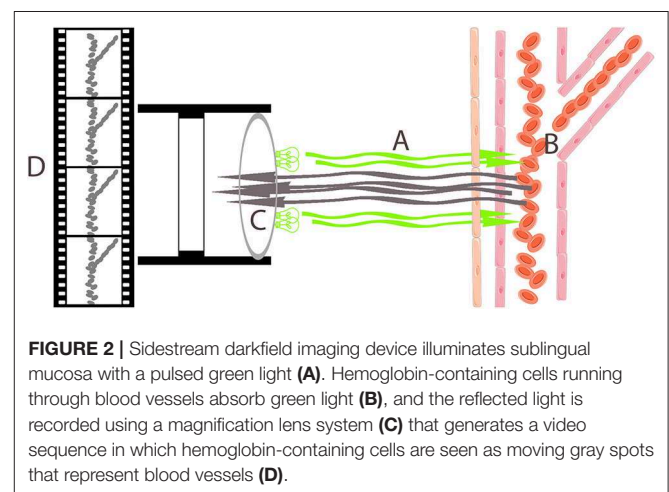 A
B
D
C
FIGURE 2 | Sidestream darkfield imaging device illuminates sublingual
mucosa with a pulsed green light (A). Hemoglobin-containing cells running
through blood vessels absorb green light (B), and the reflected light is
recorded using a magnification lens system (C) that generates a video
sequence in which hemoglobin-containing cells are seen as moving gray spots
that represent blood vessels (D).